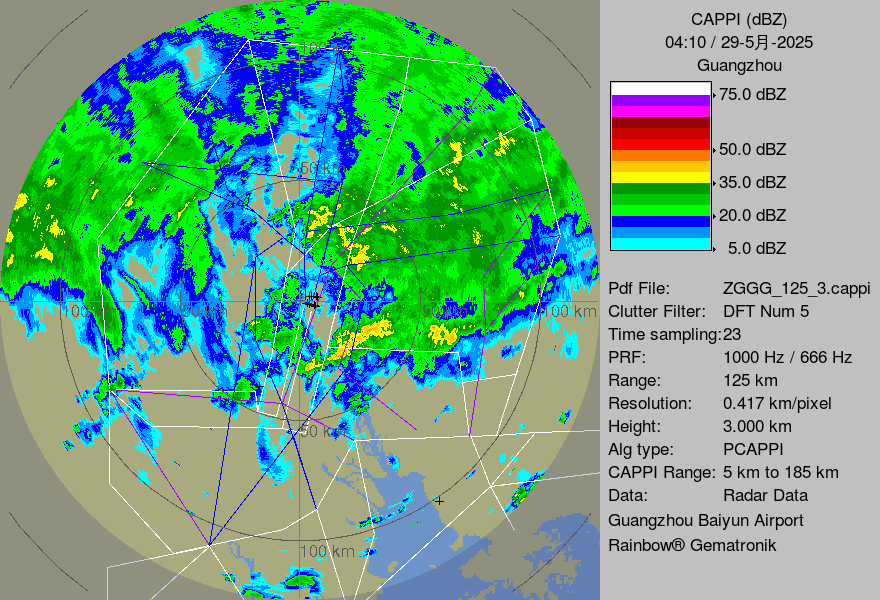 CAPPI (dBZ)
04:10 / 29-5月-2025
Guangzhou
75.0 dBZ
50.0 dBZ
35.0 dBZ
20.0 dBZ
5.0 dBZ
Pdf File: ZGGG_125_3.cappi
Clutter Filter: DFT Num 5
Time sampling:23
PRF: 1000 Hz / 666 Hz
Range: 125 km
Resolution: 0.417 km/pixel
Height: 3.000 km
Alg type: PCAPPI
CAPPI Range: 5 km to 185 km
Data: Radar Data
Guangzhou Baiyun Airport
Rainbow® Gematronik
50 km
100 km
50 km
100 km
50 km
100 km